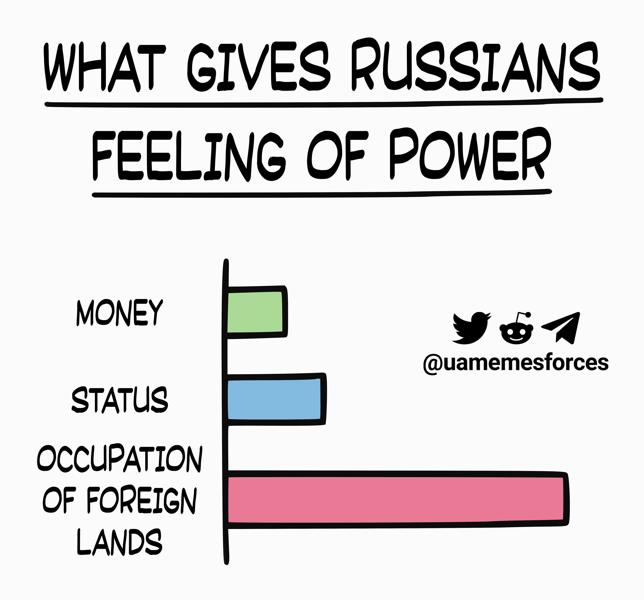 WHAT GIVES RUSSIANS
FEELING OF POWER
MONEY
@uamemesforces
STATUS
OCCUPATION
OF FOREIGN
LANDS